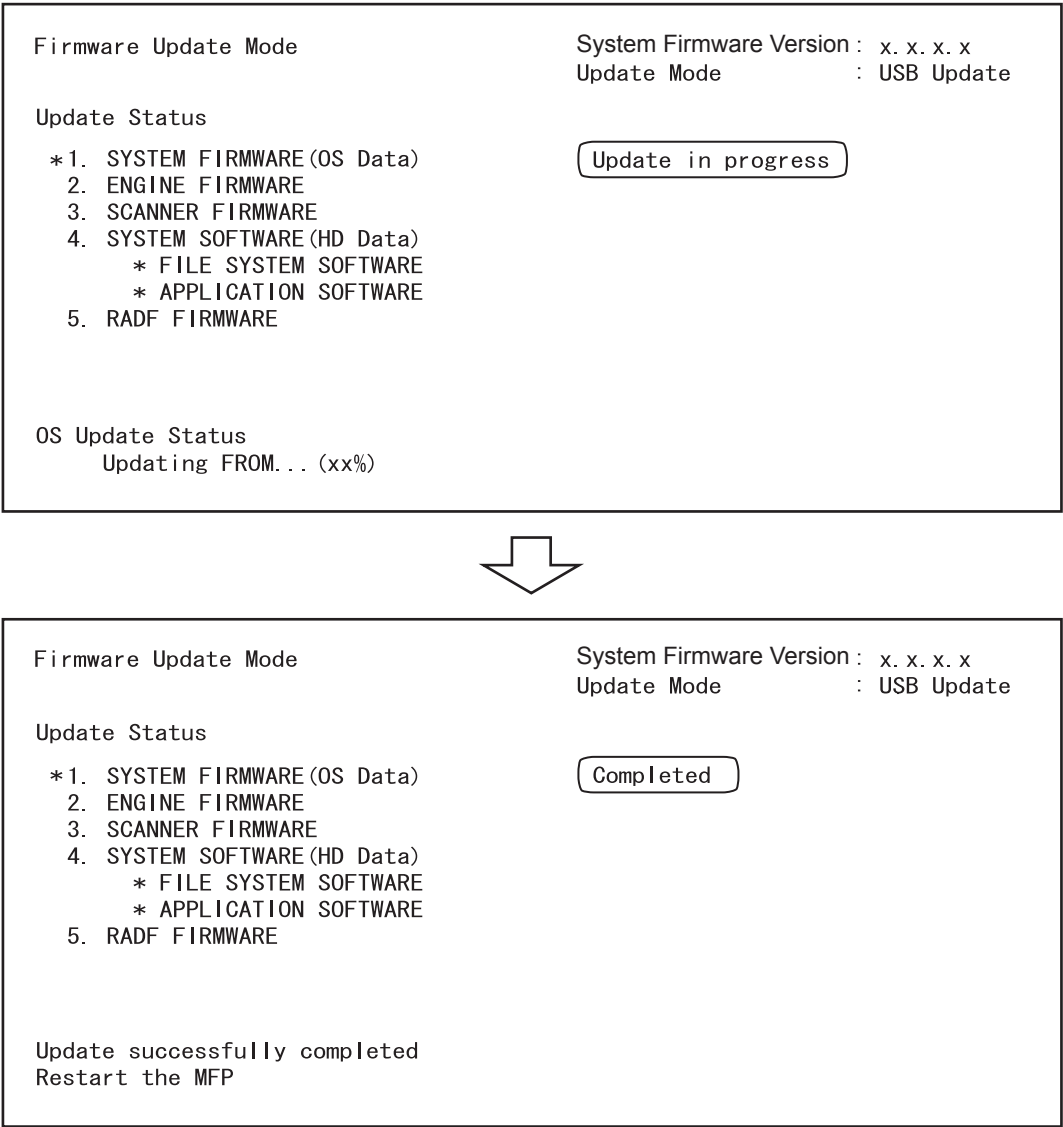 Firmware Update Mode System Firmware Version : x. x. x. x
Update Mode : USB Update
Update Status
*1. SYSTEM FIRMWARE(OS Data) Update in progress
2. ENGINE FIRMWARE
3. SCANNER FIRMWARE
4. SYSTEM SOFTWARE(HD Data)
* FILE SYSTEM SOFTWARE
* APPLICATION SOFTWARE
5. RADF FIRMWARE
OS Update Status
Updating FROM...(xx%)
Firmware Update Mode System Firmware Version : x. x. x. x
Update Mode : USB Update
Update Status
*1. SYSTEM FIRMWARE(OS Data) Completed
2. ENGINE FIRMWARE
3. SCANNER FIRMWARE
4. SYSTEM SOFTWARE(HD Data)
* FILE SYSTEM SOFTWARE
* APPLICATION SOFTWARE
5. RADF FIRMWARE
Update successfully completed
Restart the MFP